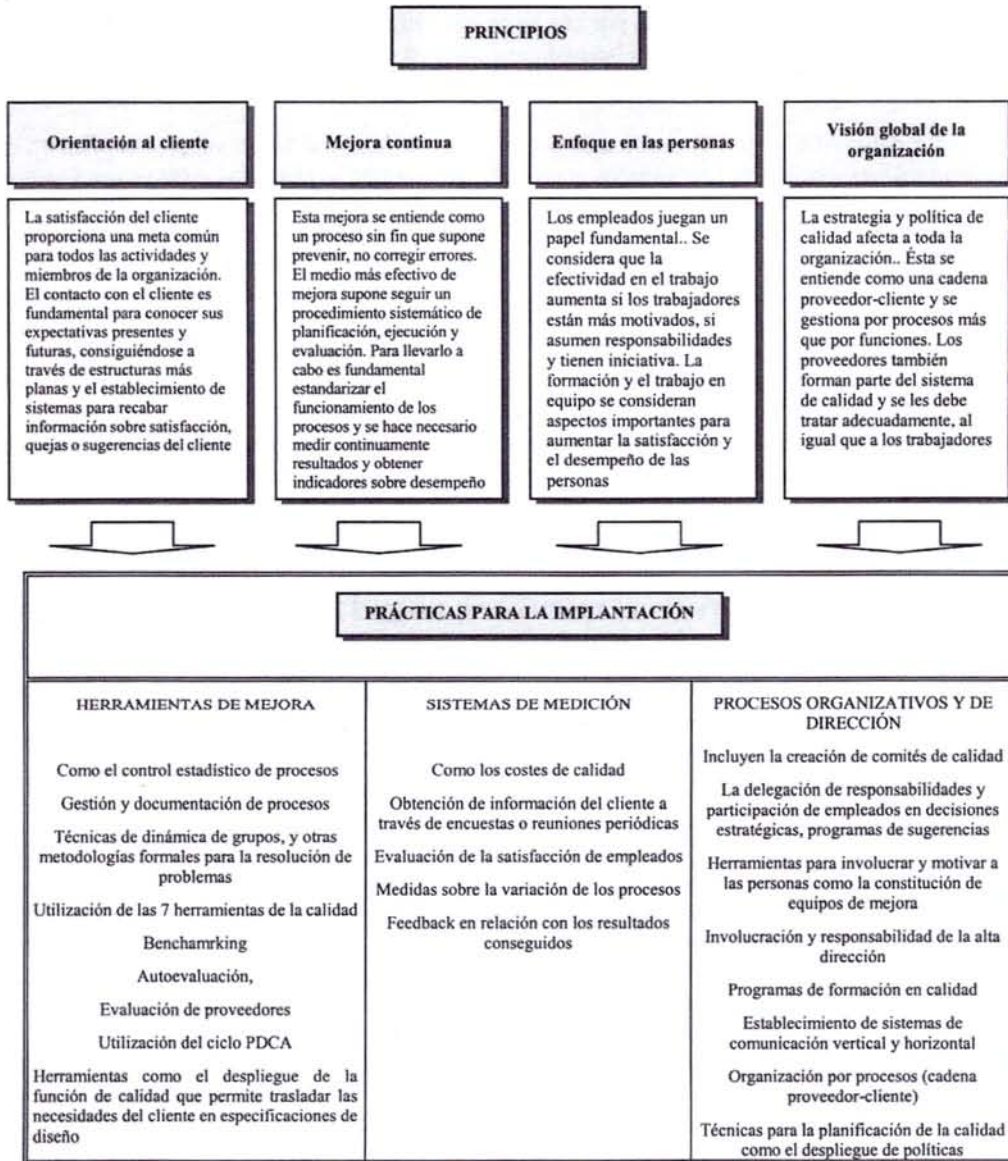 PRINCIPIOS
Orientación al cliente
La satisfacción del cliente
proporciona una meta común
para todos las actividades y
miembros de la organización.
El contacto con el cliente es
fundamental para conocer sus
expectativas presentes y
futuras, consiguiéndose a
través de estructuras más
planas y el establecimiento de
sistemas para recabar
información sobre satisfacción,
quejas o sugerencias del cliente
Mejora continua
Esta mejora se entiende como
un proceso sin fin que supone
prevenir, no corregir errores.
El medio más efectivo de
mejora supone seguir un
procedimiento sistemático de
planificación, ejecución y
evaluación. Para llevarlo a
cabo es fundamental
estandarizar el
funcionamiento de los
procesos y se hace necesario
medir continuamente
resultados y obtener
indicadores sobre desempeño
Enfoque en las personas
Los empleados juegan un
papel fundamental.. Se
considera que la
efectividad en el trabajo
aumenta si los trabajadores
están más motivados, si
asumen responsabilidades
y tienen iniciativa. La
formación y el trabajo en
equipo se consideran
aspectos importantes para
aumentar la satisfacción y
el desempeño de las
personas
Visión global de la
organización
La estrategia y política de
calidad afecta a toda la
organización.. Ésta se
entiende como una cadena
proveedor-cliente y se
gestiona por procesos más
que por funciones. Los
proveedores también
forman parte del sistema
de calidad y se les debe
tratar adecuadamente, al
igual que a los trabajadores
PRÁCTICAS PARA LA IMPLANTACIÓN
HERRAMIENTAS DE MEJORA
Como el control estadístico de procesos
Gestión y documentación de procesos
Técnicas de dinámica de grupos, y otras
metodologías formales para la resolución de
problemas
Utilización de las 7 herramientas de la calidad
Benchamrking
Autoevaluación,
Evaluación de proveedores
Utilización del ciclo PDCA
Herramientas como el despliegue de la
función de calidad que permite trasladar las
necesidades del cliente en especificaciones de
diseño
SISTEMAS DE MEDICIÓN
Como los costes de calidad
Obtención de información del cliente a
través de encuestas o reuniones periódicas
Evaluación de la satisfacción de empleados
Medidas sobre la variación de los procesos
Feedback en relación con los resultados
conseguidos
PROCESOS ORGANIZATIVOS Y DE
DIRECCIÓN
Incluyen la creación de comités de calidad
La delegación de responsabilidades y
participación de empleados en decisiones
estratégicas, programas de sugerencias
Herramientas para involucrar y motivar a
las personas como la constitución de
equipos de mejora
Involucración y responsabilidad de la alta
dirección
Programas de formación en calidad
Establecimiento de sistemas de
comunicación vertical y horizontal
Organización por procesos (cadena
proveedor-cliente)
Técnicas para la planificación de la calidad
como el despliegue de políticas